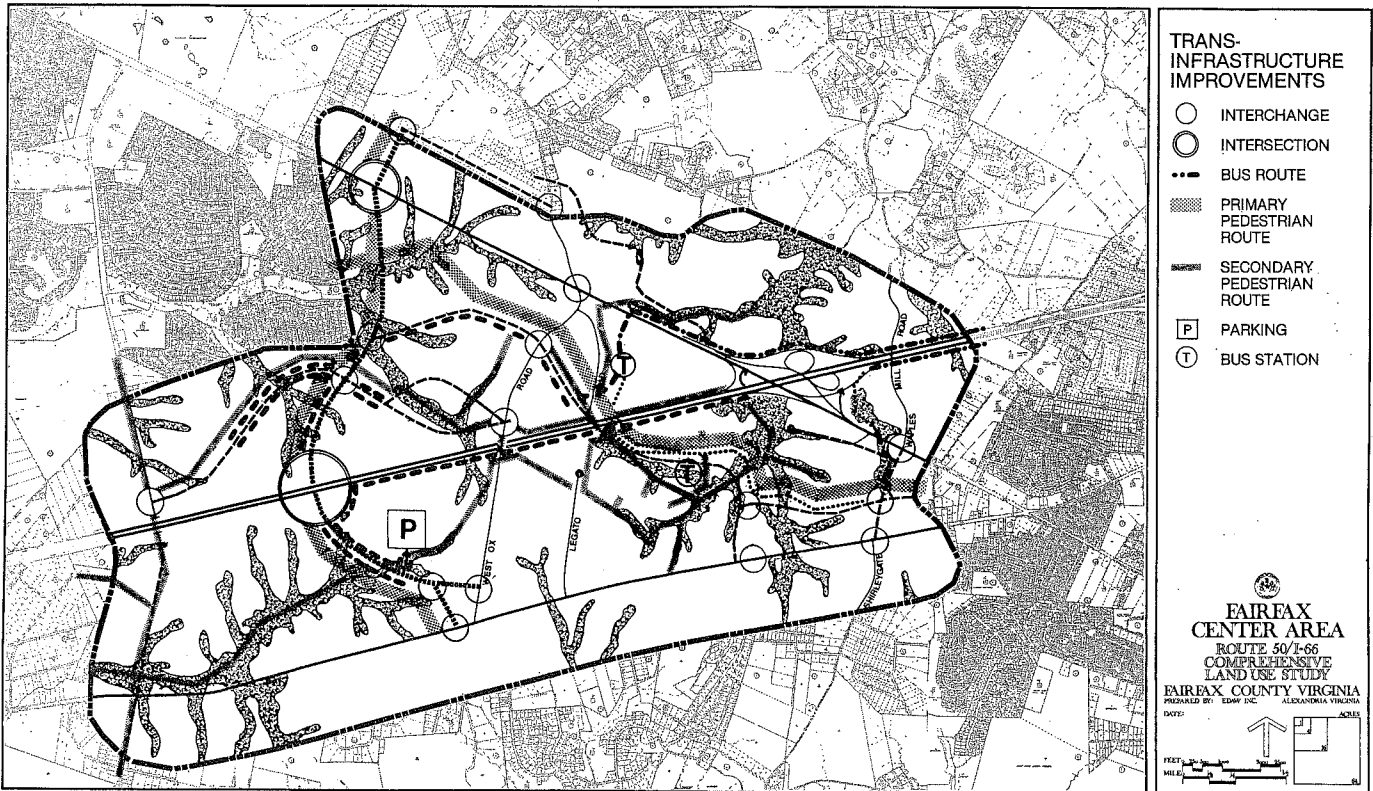 TRANS-
INFRASTRUCTURE
IMPROVEMENTS
INTERCHANGE
INTERSECTION
BUS ROUTE
PRIMARY
PEDESTRIAN
ROUTE
SECONDARY
PEDESTRIAN
ROUTE
P PARKING
T BUS STATION
ROAD
T
ROAD
MILL
MAPLES
T
P
WEST OX
LEGATO
FAIRFAX
CENTER AREA
ROUTE 50/I-66
COMPREHENSIVE
LAND USE STUDY
FAIRFAX COUNTY VIRGINIA
PREPARED BY: EDAW INC. ALEXANDRIA VIRGINIA
DATE:
ACRES
FEET
MILE